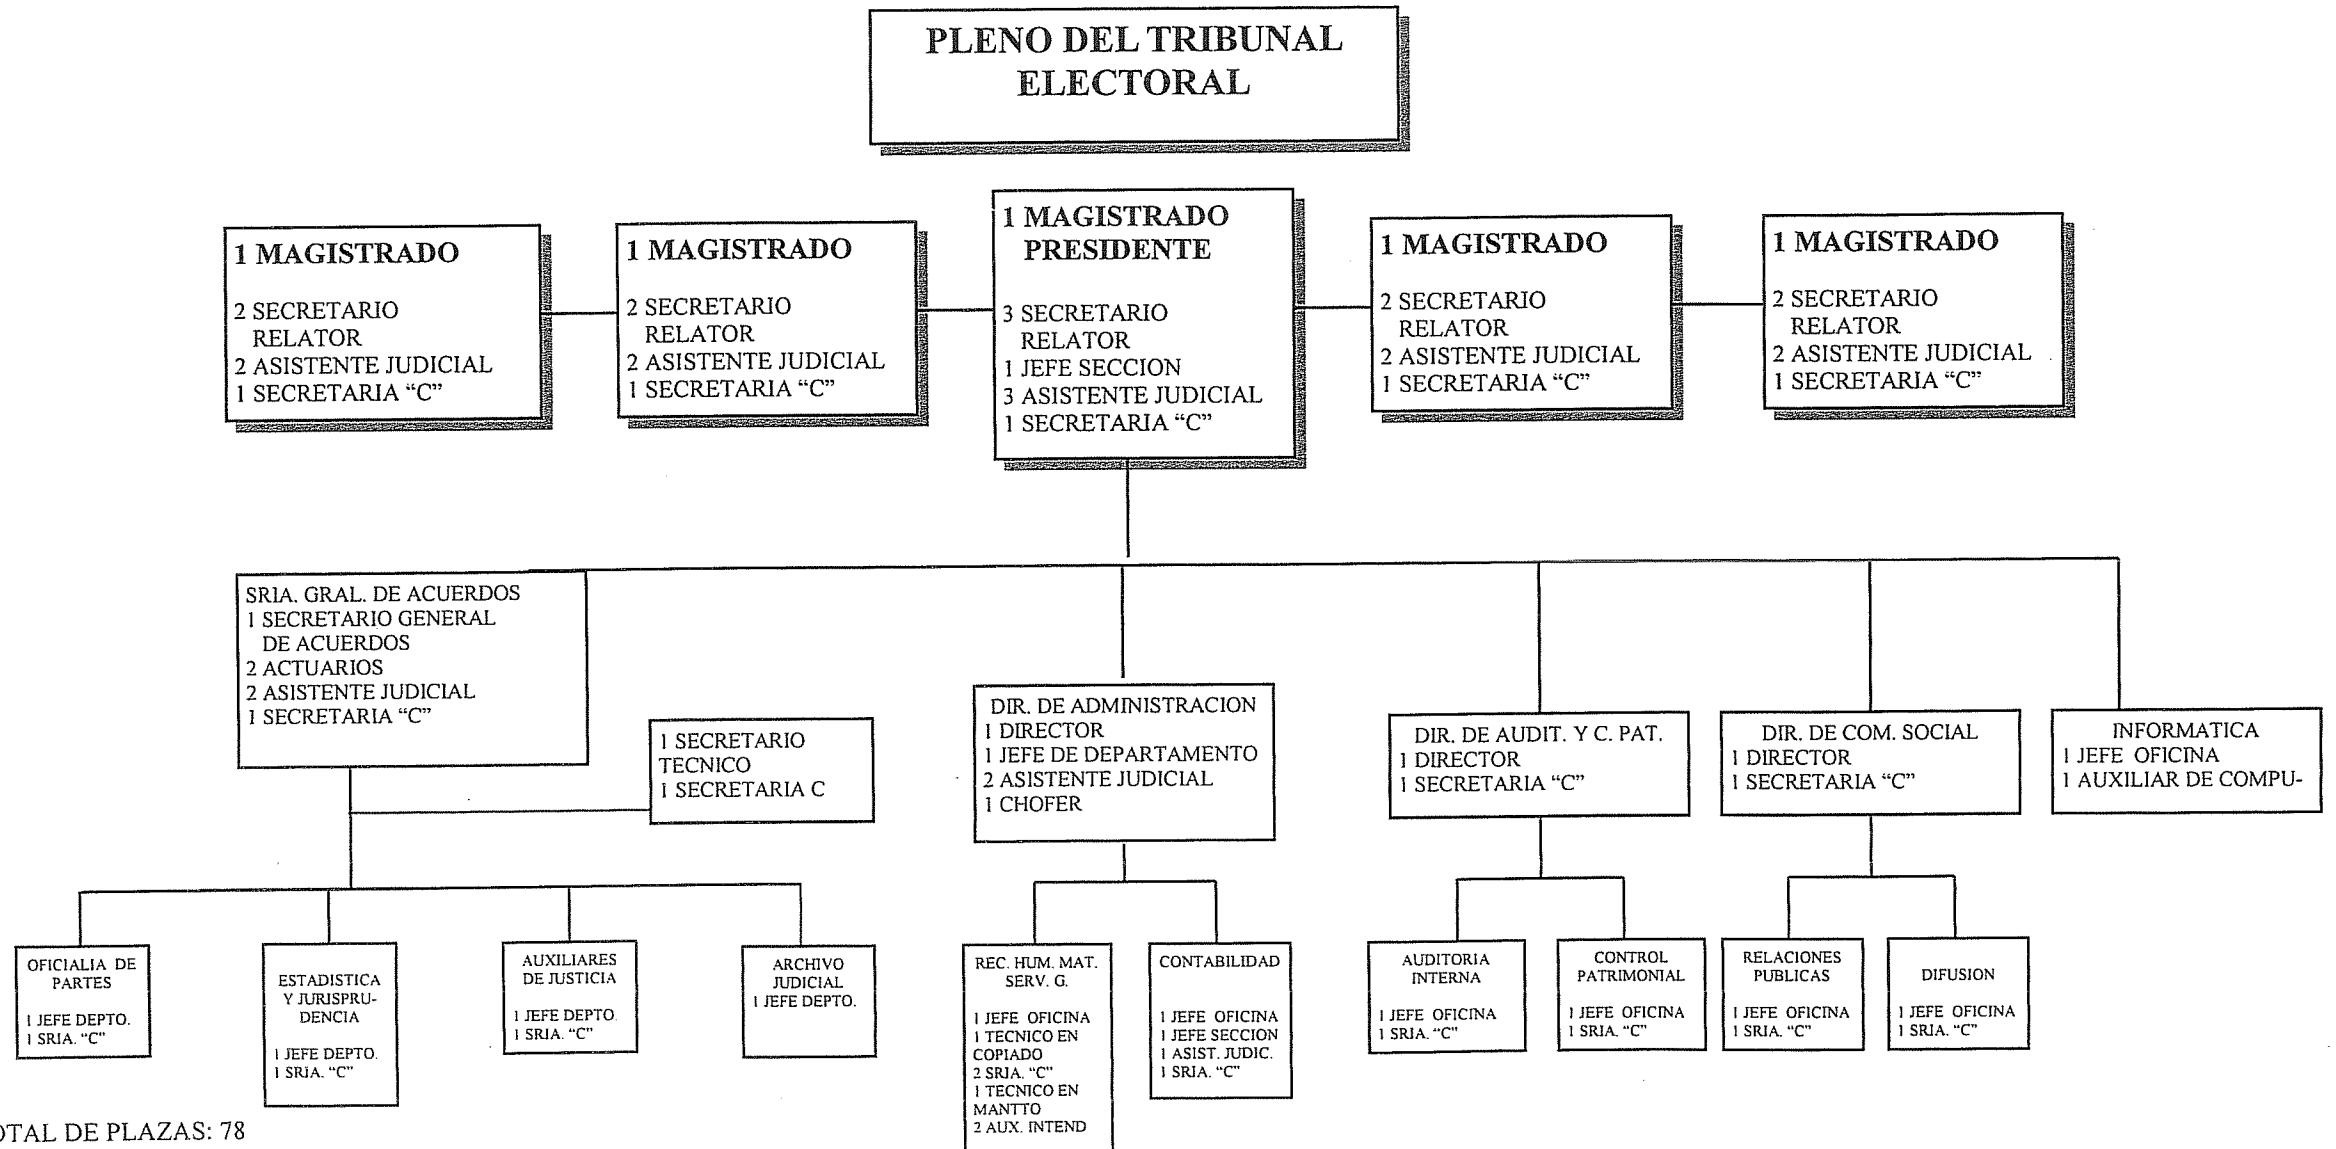 PLENO DEL TRIBUNAL
ELECTORAL
1 MAGISTRADO
2 SECRETARIO
RELATOR
2 ASISTENTE JUDICIAL
1 SECRETARIA “C”
1 MAGISTRADO
2 SECRETARIO
RELATOR
2 ASISTENTE JUDICIAL
1 SECRETARIA “C”
1 MAGISTRADO
PRESIDENTE
3 SECRETARIO
RELATOR
1 JEFE SECCION
3 ASISTENTE JUDICIAL
1 SECRETARIA “C”
1 MAGISTRADO
2 SECRETARIO
RELATOR
2 ASISTENTE JUDICIAL
1 SECRETARIA “C”
1 MAGISTRADO
2 SECRETARIO
RELATOR
2 ASISTENTE JUDICIAL
1 SECRETARIA “C”
SRIA. GRAL. DE ACUERDOS
1 SECRETARIO GENERAL
DE ACUERDOS
2 ACTUARIOS
2 ASISTENTE JUDICIAL
1 SECRETARIA “C”
1 SECRETARIO
TECNICO
1 SECRETARIA C
DIR. DE ADMINISTRACION
1 DIRECTOR
1 JEFE DE DEPARTAMENTO
2 ASISTENTE JUDICIAL
1 CHOFER
DIR. DE AUDIT. Y C. PAT.
1 DIRECTOR
1 SECRETARIA “C”
DIR. DE COM. SOCIAL
1 DIRECTOR
1 SECRETARIA “C”
INFORMATICA
1 JEFE OFICINA
1 AUXILIAR DE COMPU-
OFICIALIA DE
PARTES
1 JEFE DEPTO.
1 SRIA. “C”
ESTADISTICA
Y JURISPRU-
DENCIA
1 JEFE DEPTO.
1 SRIA. “C”
AUXILIARES
DE JUSTICIA
1 JEFE DEPTO.
1 SRIA. “C”
ARCHIVO
JUDICIAL
1 JEFE DEPTO.
REC. HUM. MAT.
SERV. G.
1 JEFE OFICINA
1 TECNICO EN
COPIADO
2 SRIA. “C”
1 TECNICO EN
MANTTO
2 AUX. INTEND
CONTABILIDAD
1 JEFE OFICINA
1 JEFE SECCION
1 ASIST. JUDIC.
1 SRIA. “C”
AUDITORIA
INTERNA
1 JEFE OFICINA
1 SRIA. “C”
CONTROL
PATRIMONIAL
1 JEFE OFICINA
1 SRIA. “C”
RELACIONES
PUBLICAS
1 JEFE OFICINA
1 SRIA. “C”
DIFUSION
1 JEFE OFICINA
1 SRIA. “C”
OTAL DE PLAZAS: 78